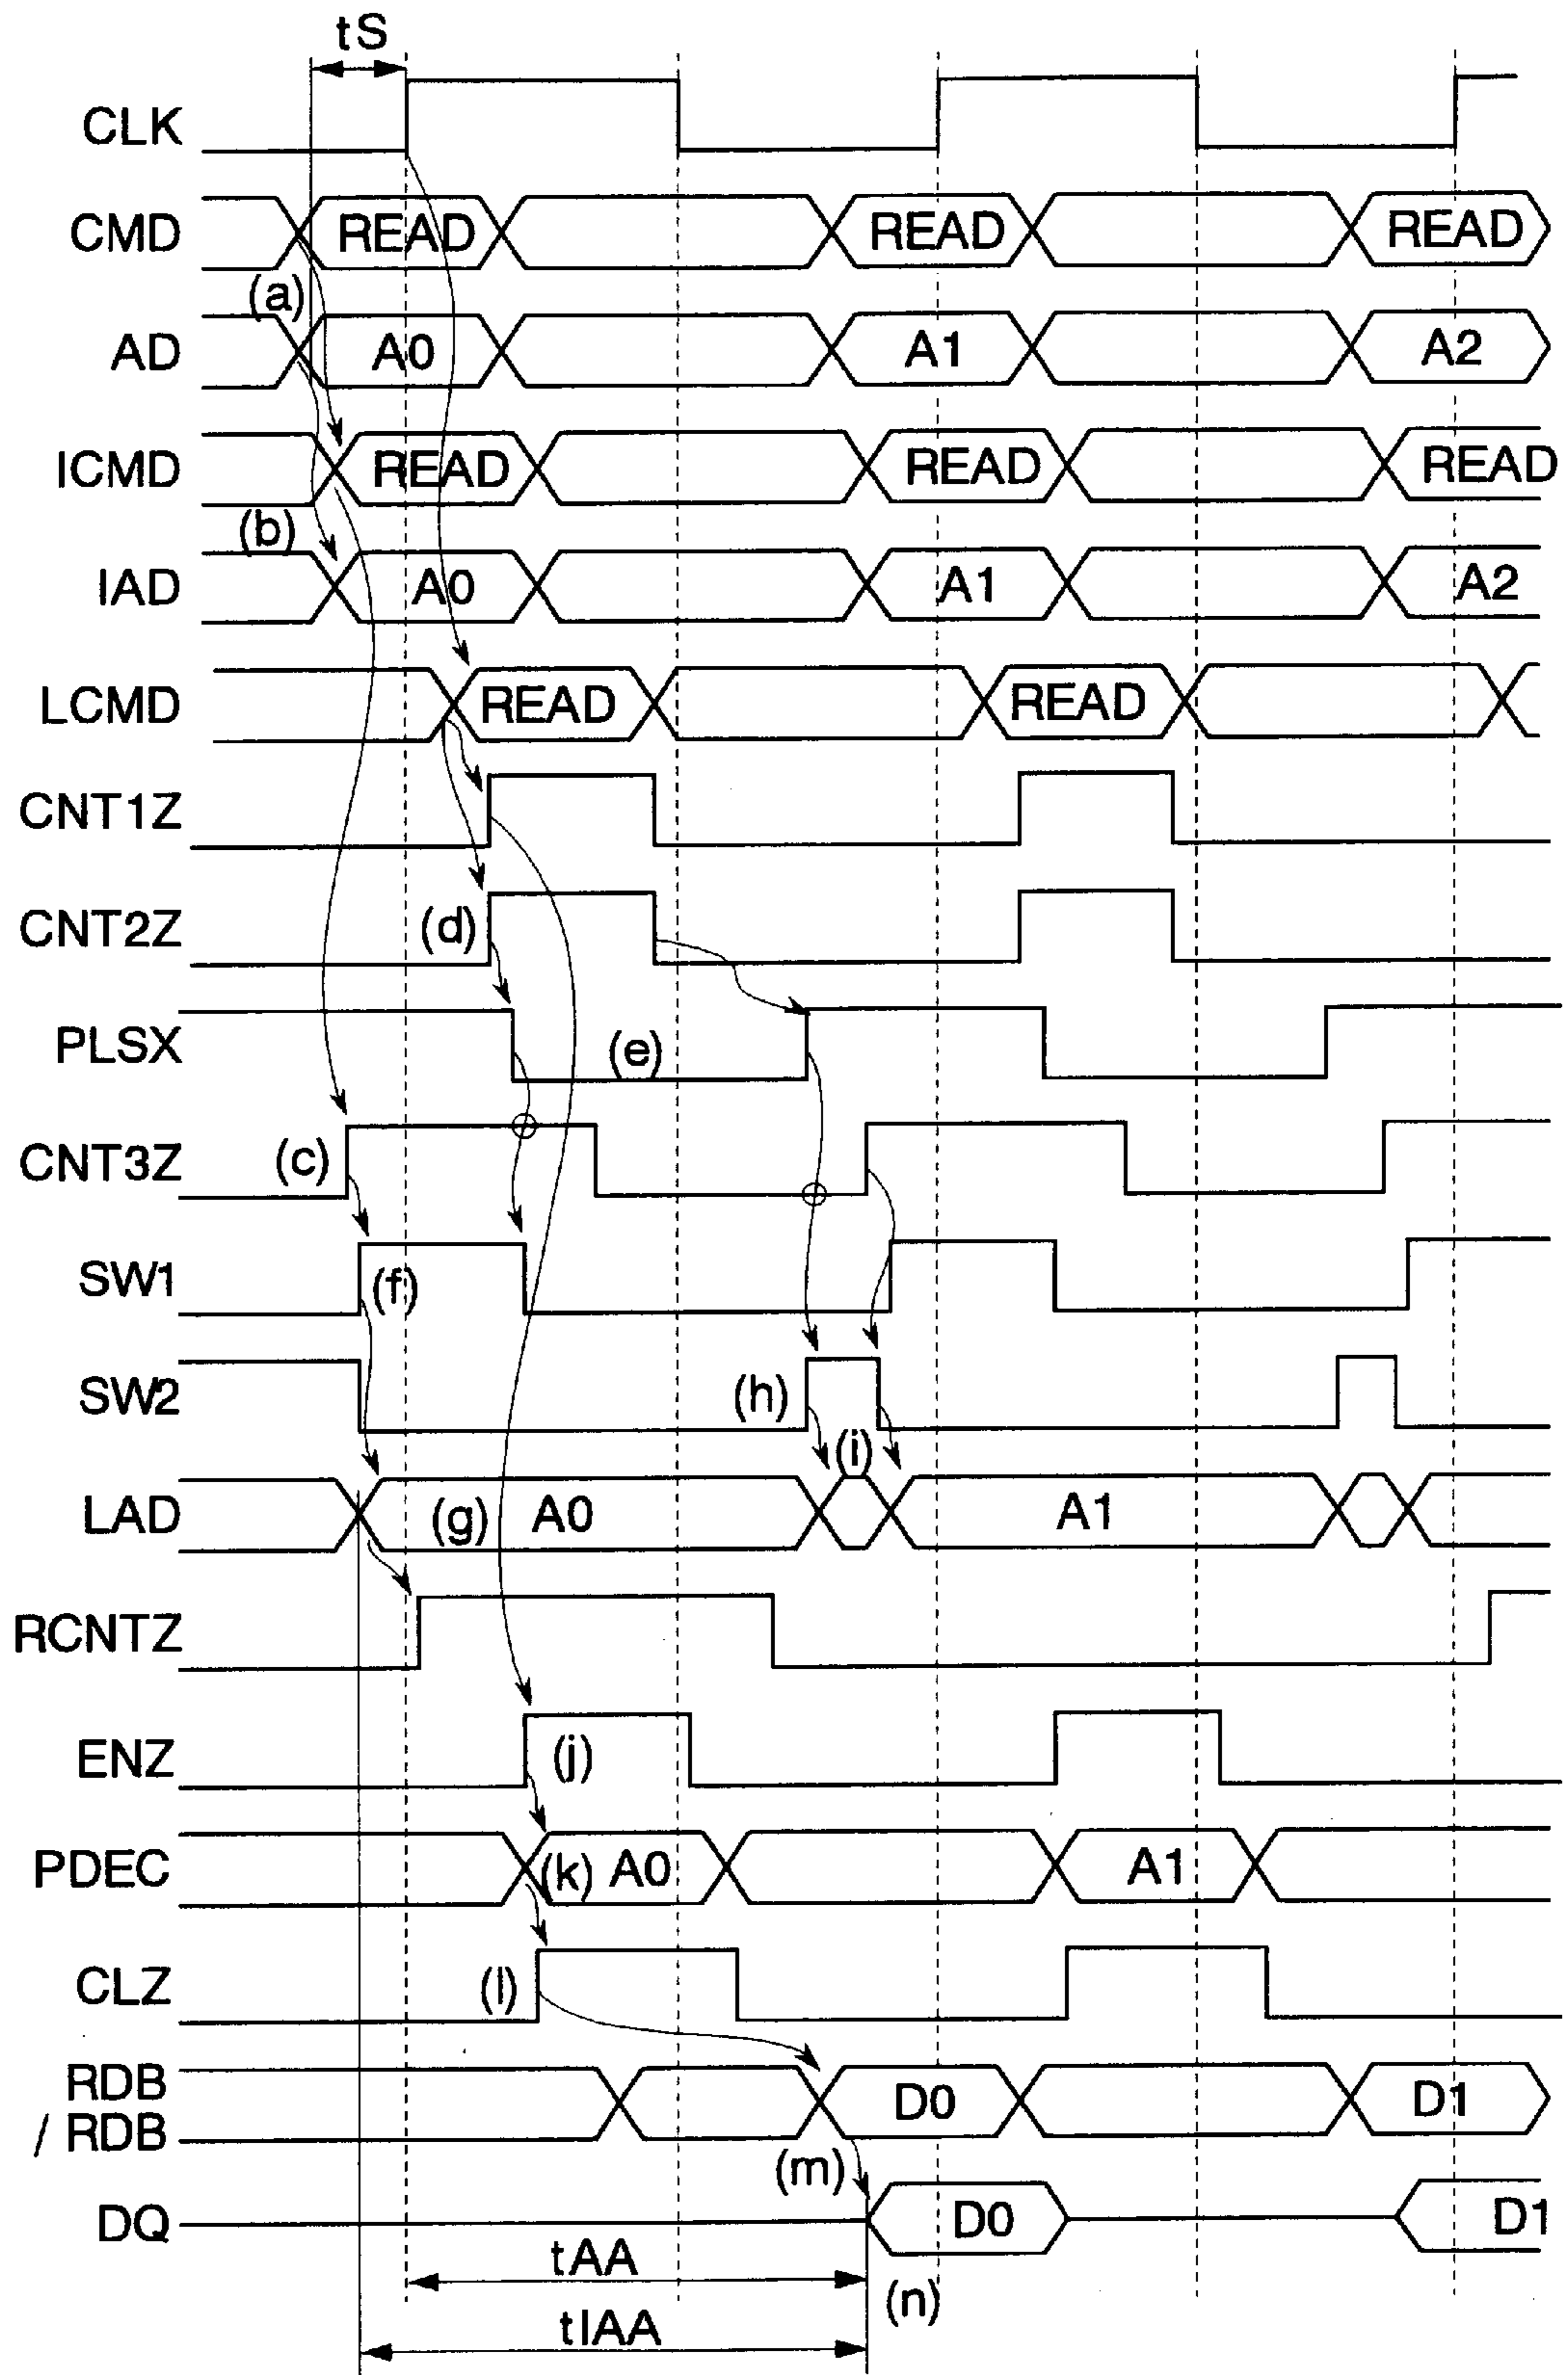 tS
CLK
CMD READ READ READ
(a)
AD A0 A1 A2
ICMD READ READ READ
(b)
IAD A0 A1 A2
LCMD READ READ
CNT1Z
CNT2Z (d)
PLSX (e)
CNT3Z (c)
SW1 (f)
SW2 (h)
(i)
LAD (g) A0 A1
RCNTZ
ENZ (j)
PDEC (k) A0 A1
CLZ (l)
RDB
/ RDB D0 D1
(m)
DQ D0 D1
tAA
(n)
tIAA